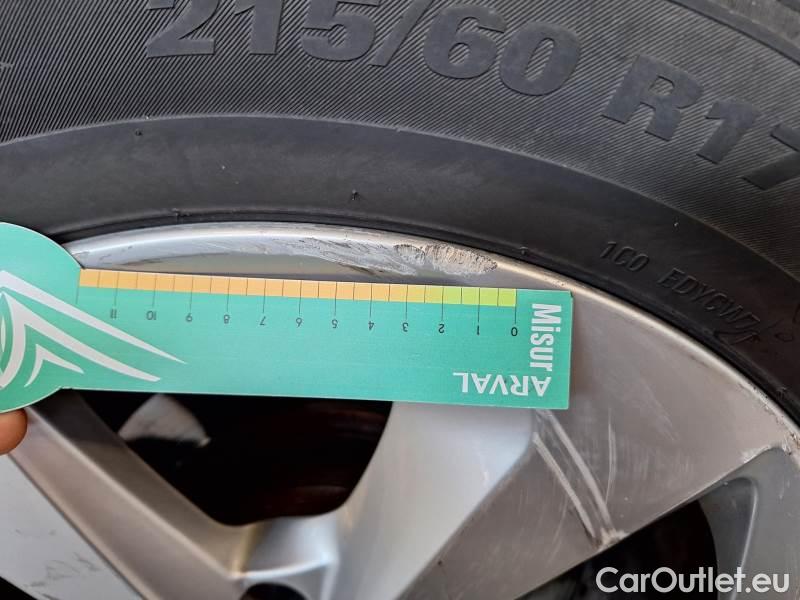 215/60 R17
1C0 EDYCW
11 10 9 8 7 6 5 4 3 2 1 0
Misur
ARVAL
CarOutlet.eu